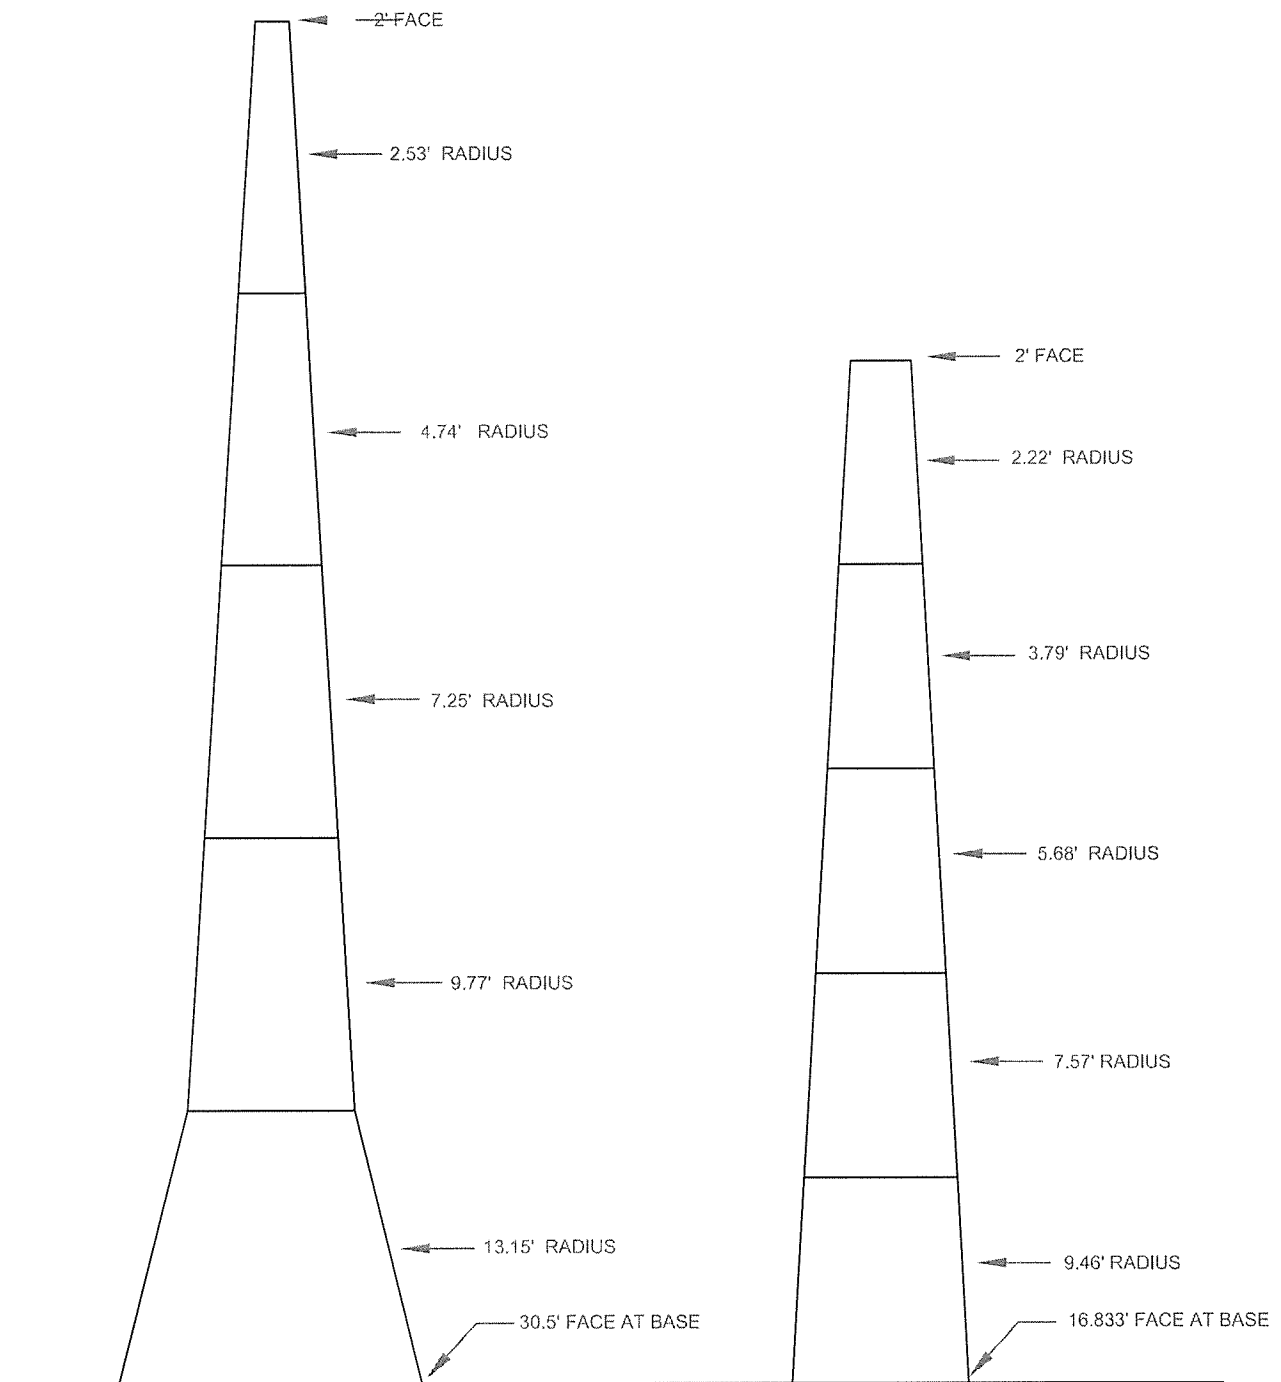 2' FACE
2.53' RADIUS
4.74' RADIUS
7.25' RADIUS
9.77' RADIUS
13.15' RADIUS
30.5' FACE AT BASE
2' FACE
2.22' RADIUS
3.79' RADIUS
5.68' RADIUS
7.57' RADIUS
9.46' RADIUS
16.833' FACE AT BASE